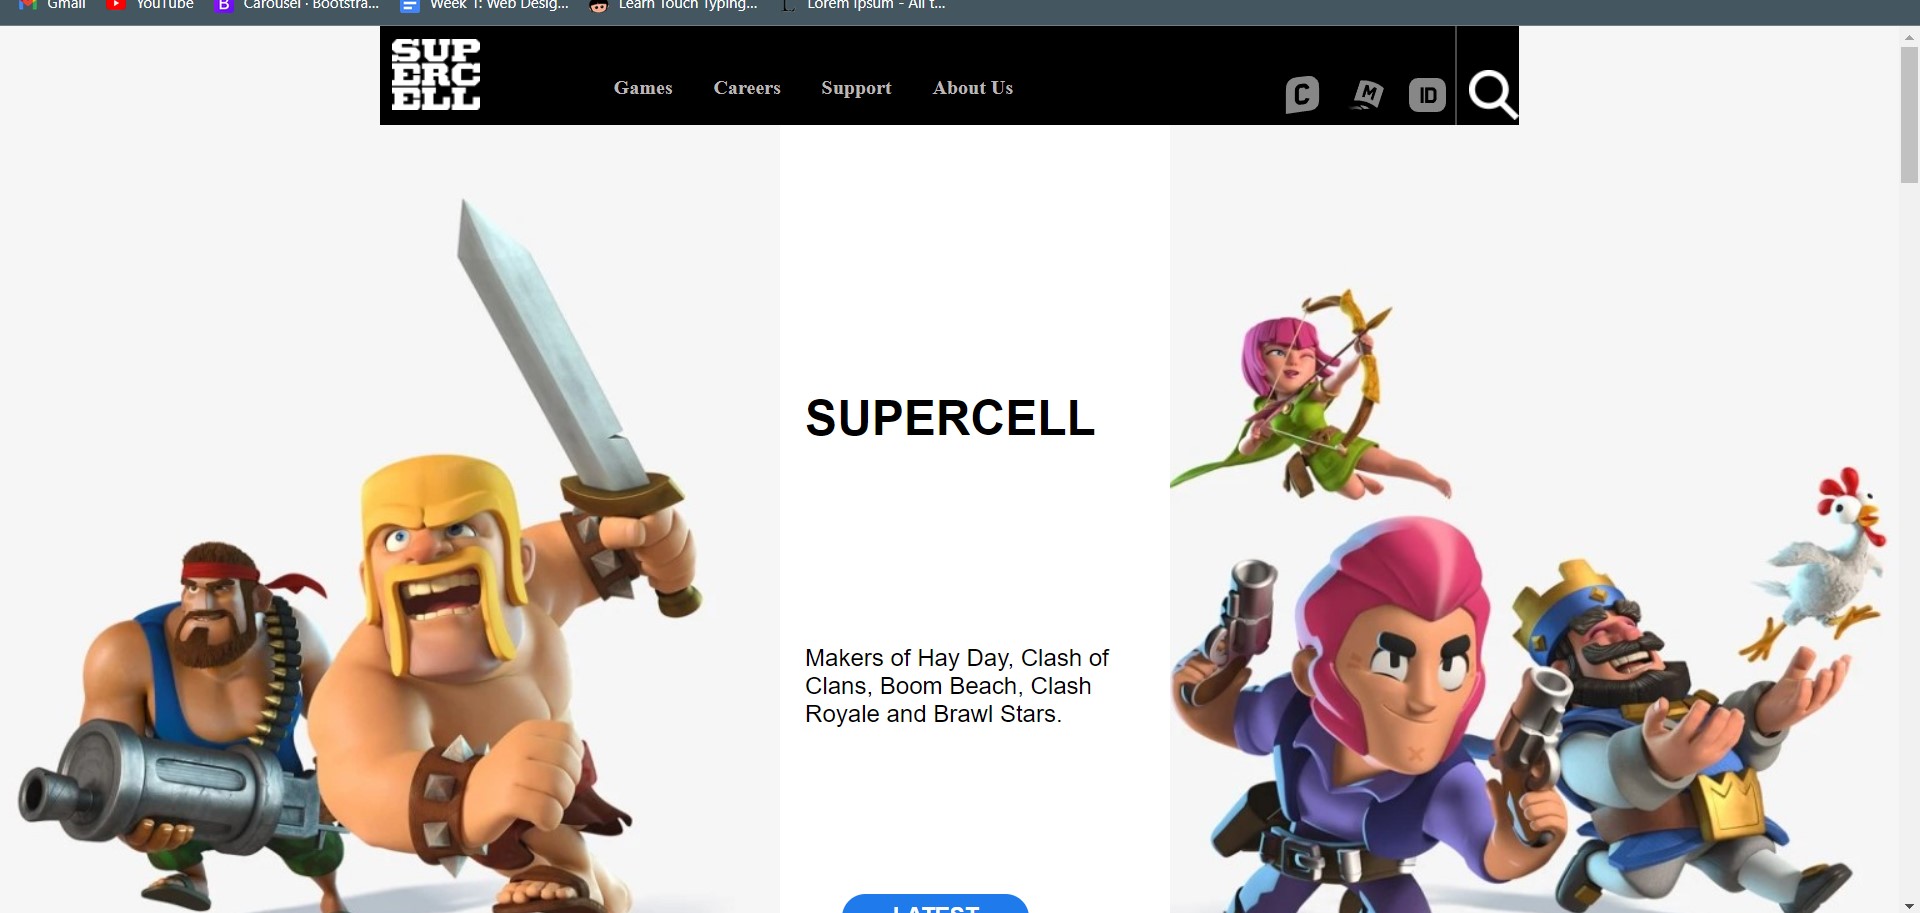 Gmail
YouTube
Carousel · Bootstra...
Week 1: Web Desig...
Learn Touch Typing...
Lorem Ipsum - All t...
SUP
ERC
ELL
Games
Careers
Support
About Us
C
M
ID
SUPERCELL
Makers of Hay Day, Clash of
Clans, Boom Beach, Clash
Royale and Brawl Stars.
LATEST